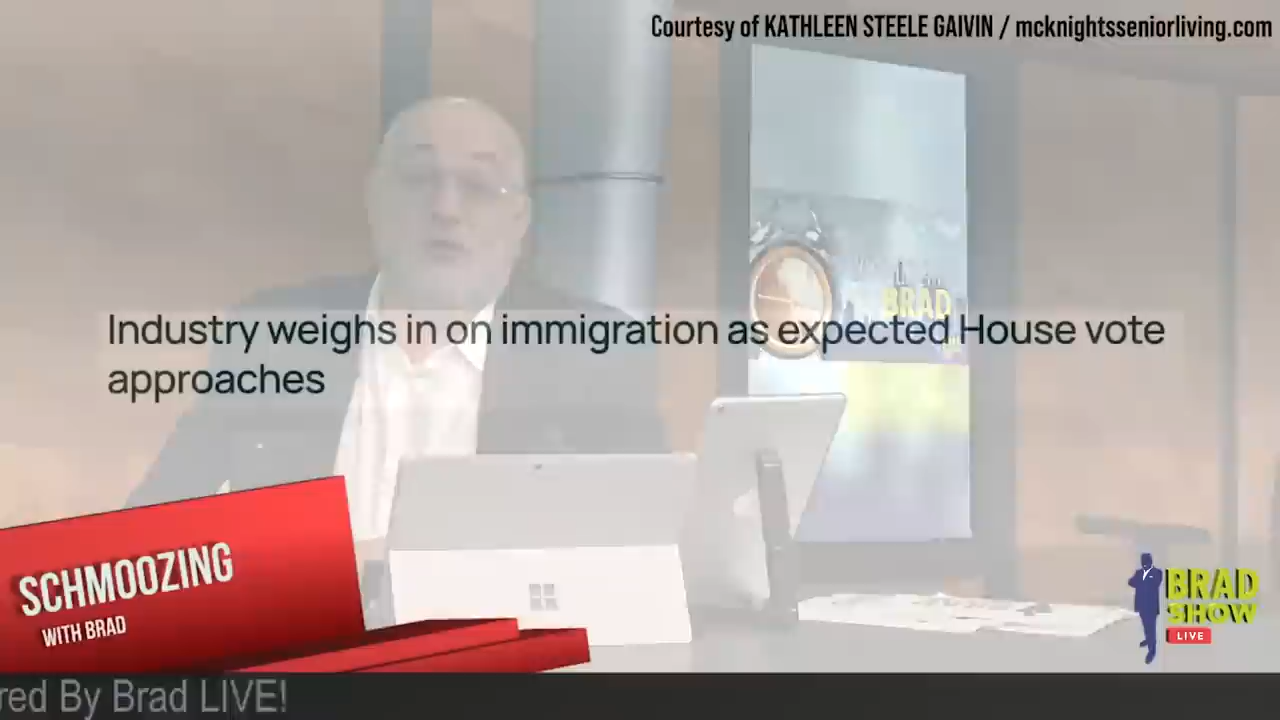 Courtesy of KATHLEEN STEELE GAIVIN / mcknightsseniorliving.com
BRAD
Industry weighs in on immigration as expected House vote
approaches
SCHMOOZING
WITH BRAD
BRAD
SHOW
LIVE
red By Brad LIVE!